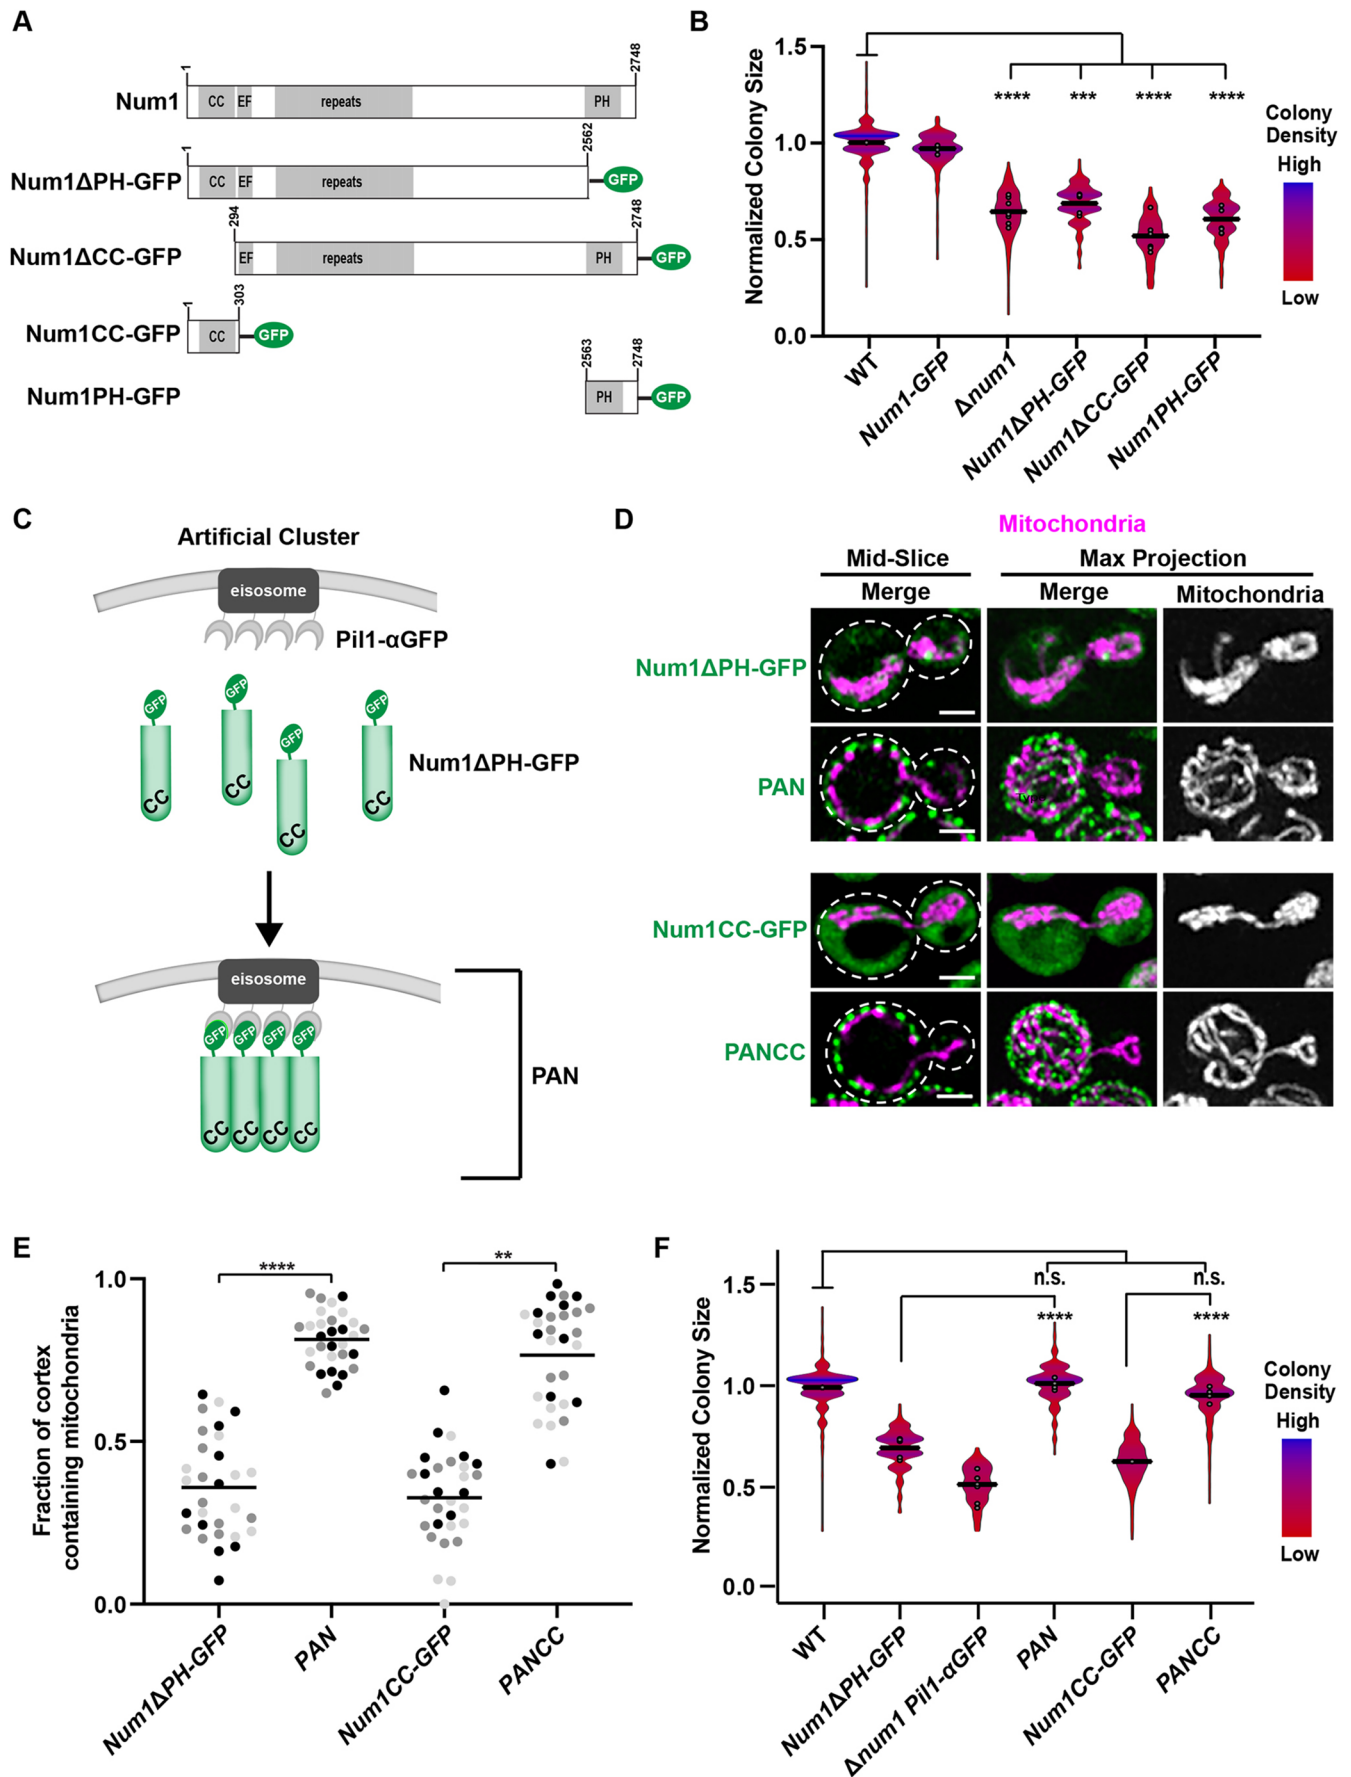 A
1
2748
Num1
CC
EF
repeats
PH
1
2562
Num1ΔPH-GFP
CC
EF
repeats
GFP
294
2748
Num1ΔCC-GFP
EF
repeats
PH
GFP
1
303
Num1CC-GFP
CC
GFP
2563
2748
Num1PH-GFP
PH
GFP
B
Normalized Colony Size
1.5
1.0
0.5
0.0
****
***
****
****
Colony
Density
High
Low
WT
Num1-GFP
Δnum1
Num1ΔPH-GFP
Num1ΔCC-GFP
Num1PH-GFP
C
Artificial Cluster
eisosome
Pil1-αGFP
GFP
GFP
GFP
GFP
CC
CC
CC
CC
Num1ΔPH-GFP
eisosome
GFP
GFP
GFP
GFP
CC
CC
CC
CC
PAN
D
Mitochondria
Mid-Slice
Max Projection
Merge
Merge
Mitochondria
Num1ΔPH-GFP
PAN
Num1CC-GFP
PANCC
E
Fraction of cortex
containing mitochondria
1.0
0.5
0.0
****
**
Num1ΔPH-GFP
PAN
Num1CC-GFP
PANCC
F
Normalized Colony Size
1.5
1.0
0.5
0.0
n.s.
n.s.
****
****
Colony
Density
High
Low
WT
Num1ΔPH-GFP
Δnum1 Pil1-αGFP
PAN
Num1CC-GFP
PANCC